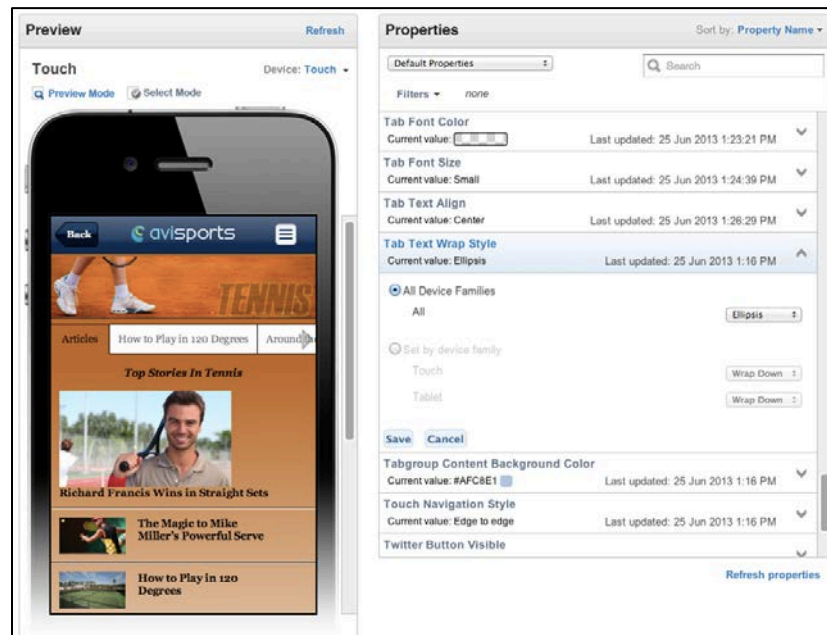 Preview
Refresh
Touch
Device: Touch
Preview Mode
Select Mode
Back
avisports
TENNIS
Articles
How to Play in 120 Degrees
Around the
Top Stories In Tennis
Richard Francis Wins in Straight Sets
The Magic to Mike
Miller's Powerful Serve
How to Play in 120
Degrees
Properties
Sort by: Property Name
Default Properties
Search
Filters
none
Tab Font Color
Current value:
Last updated: 25 Jun 2013 1:23:21 PM
Tab Font Size
Current value: Small
Last updated: 25 Jun 2013 1:24:39 PM
Tab Text Align
Current value: Center
Last updated: 25 Jun 2013 1:26:29 PM
Tab Text Wrap Style
Current value: Ellipsis
Last updated: 25 Jun 2013 1:16 PM
All Device Families
All
Ellipsis
Set by device family
Touch
Wrap Down
Tablet
Wrap Down
Save
Cancel
Tabgroup Content Background Color
Current value: #AFC8E1
Last updated: 25 Jun 2013 1:16 PM
Touch Navigation Style
Current value: Edge to edge
Last updated: 25 Jun 2013 1:16 PM
Twitter Button Visible
Refresh properties